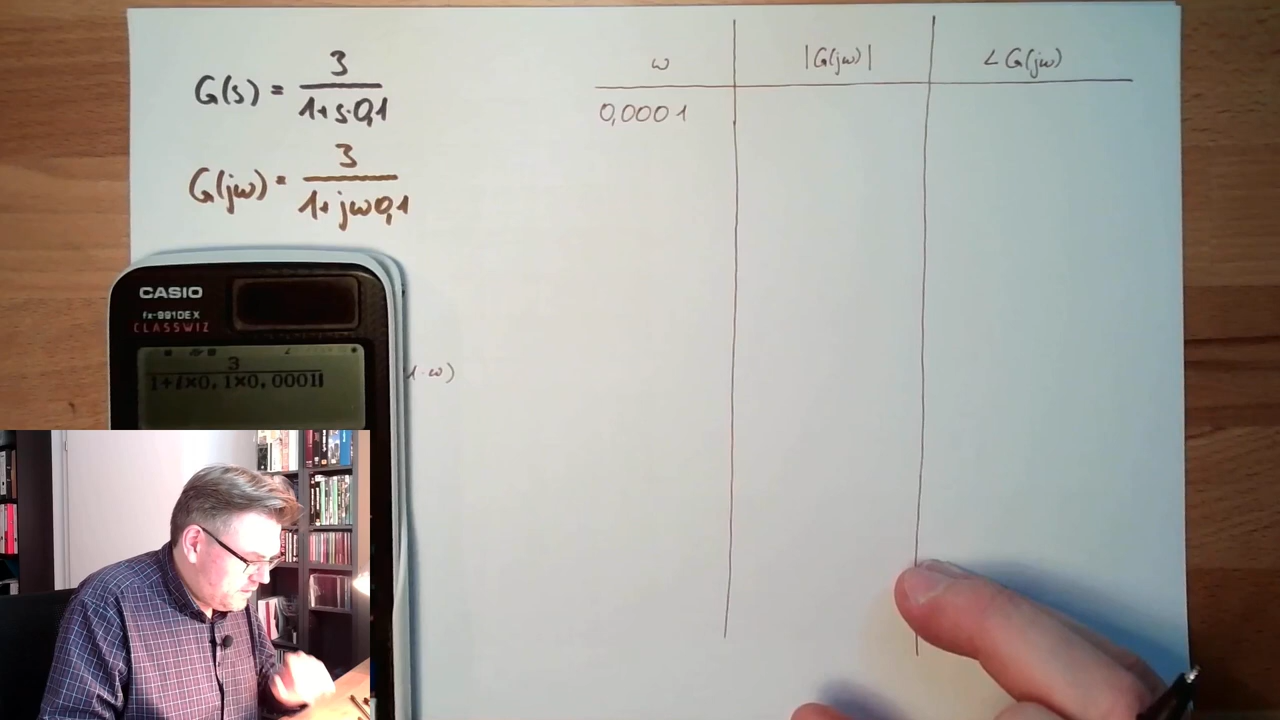 G(s) = 3
1+s·0,1
G(jω) = 3
1+jω0,1
ω |G(jω)| ∠G(jω)
0,0001
CASIO
fx-991DEX
CLASSWIZ
3
1+i×0,1×0,0001
·ω)